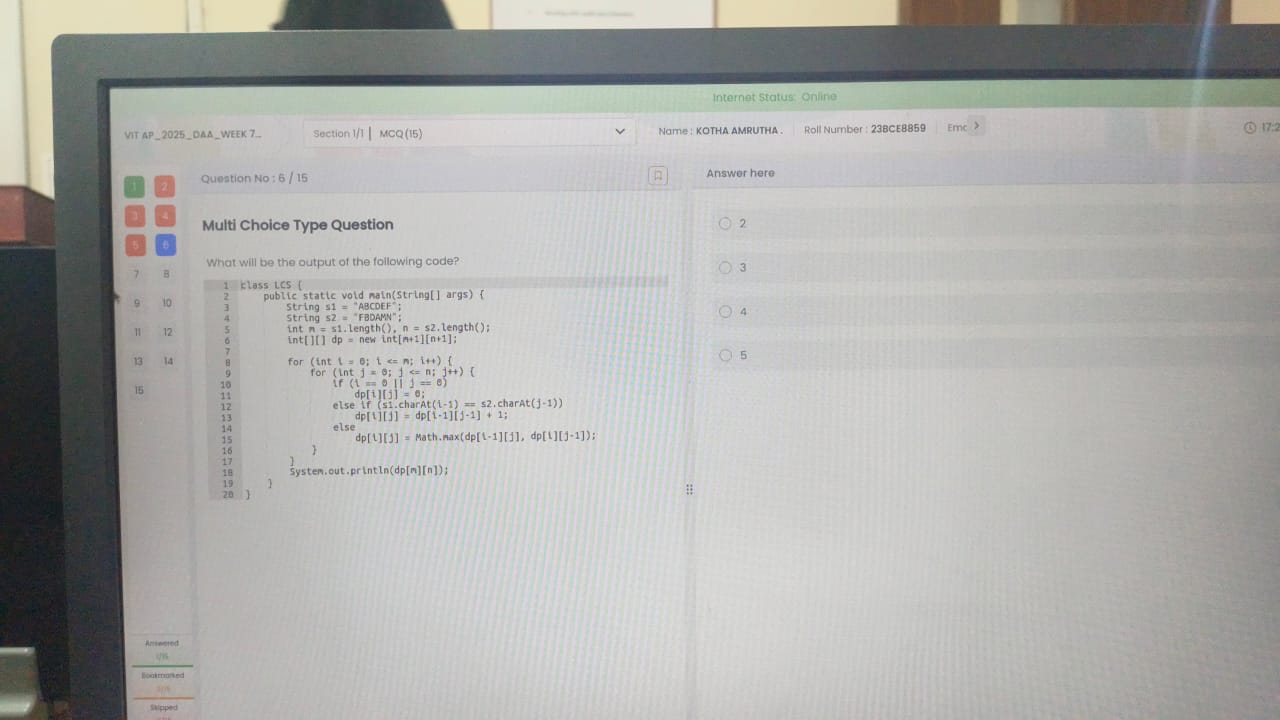 Internet Status: Online
VIT AP_2025_DAA_WEEK 7...
Section 1/1 | MCQ (15)
Name : KOTHA AMRUTHA .
Roll Number : 23BCE8859
Emc
17:2
1 2
3 4
5 6
7 8
9 10
11 12
13 14
15
Question No : 6 / 15
Multi Choice Type Question
What will be the output of the following code?
1 class LCS {
2 public static void main(String[] args) {
3 String s1 = "ABCDEF";
4 String s2 = "FBDAMN";
5 int m = s1.length(), n = s2.length();
6 int[][] dp = new int[m+1][n+1];
7
8 for (int i = 0; i <= m; i++) {
9 for (int j = 0; j <= n; j++) {
10 if (i == 0 || j == 0)
11 dp[i][j] = 0;
12 else if (s1.charAt(i-1) == s2.charAt(j-1))
13 dp[i][j] = dp[i-1][j-1] + 1;
14 else
15 dp[i][j] = Math.max(dp[i-1][j], dp[i][j-1]);
16 }
17 }
18 System.out.println(dp[m][n]);
19 }
20 }
Answer here
2
3
4
5
Answered
1/15
Bookmarked
Skipped